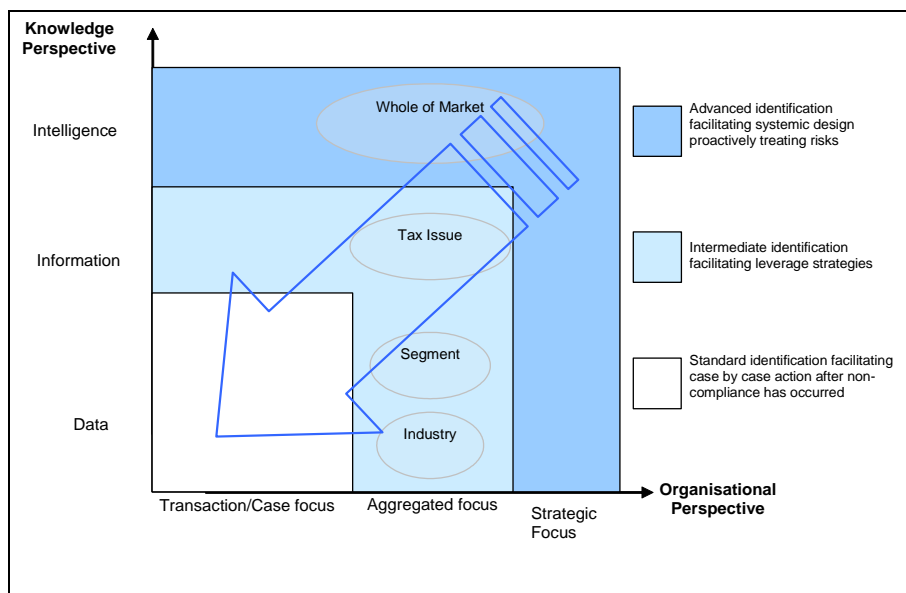 Knowledge
Perspective
Whole of Market
Intelligence
Advanced identification
facilitating systemic design
proactively treating risks
Tax Issue
Information
Intermediate identification
facilitating leverage strategies
Segment
Standard identification facilitating
case by case action after non-
compliance has occurred
Data
Industry
Transaction/Case focus
Aggregated focus
Strategic
Focus
Organisational
Perspective